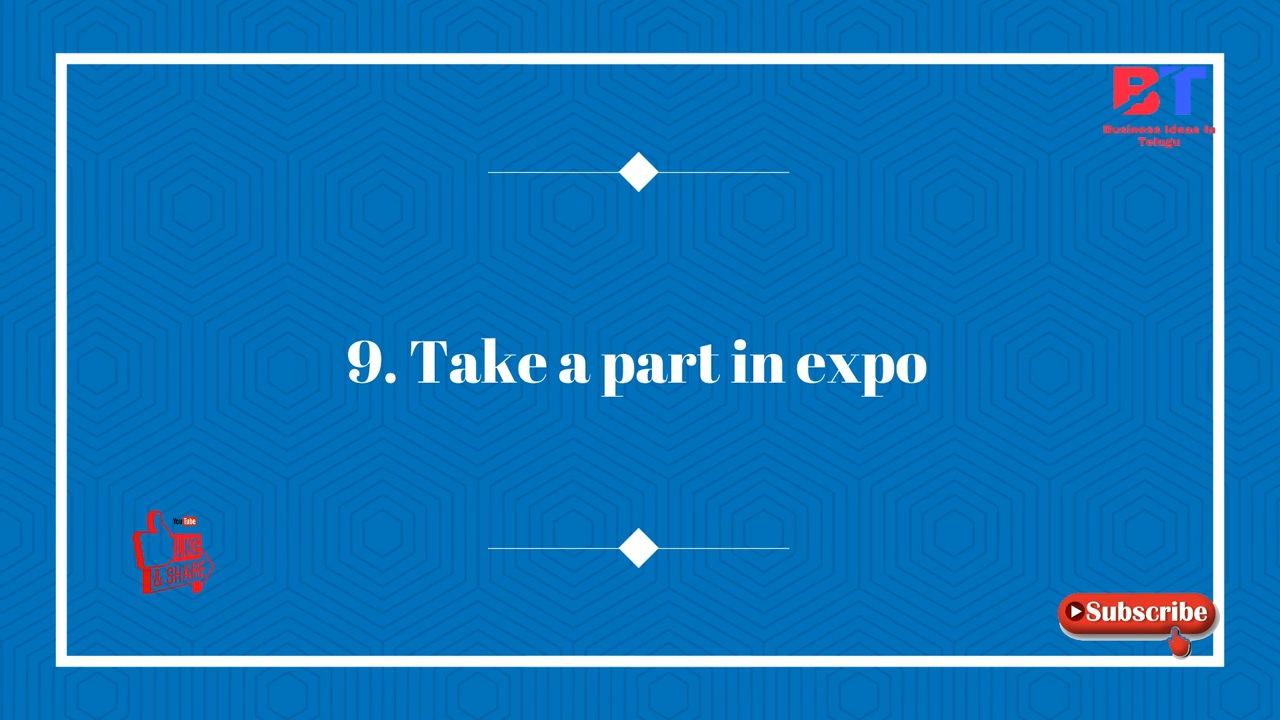 BT
Business Ideas In
Telugu
9. Take a part in expo
YouTube
LIKE
& SHARE
Subscribe